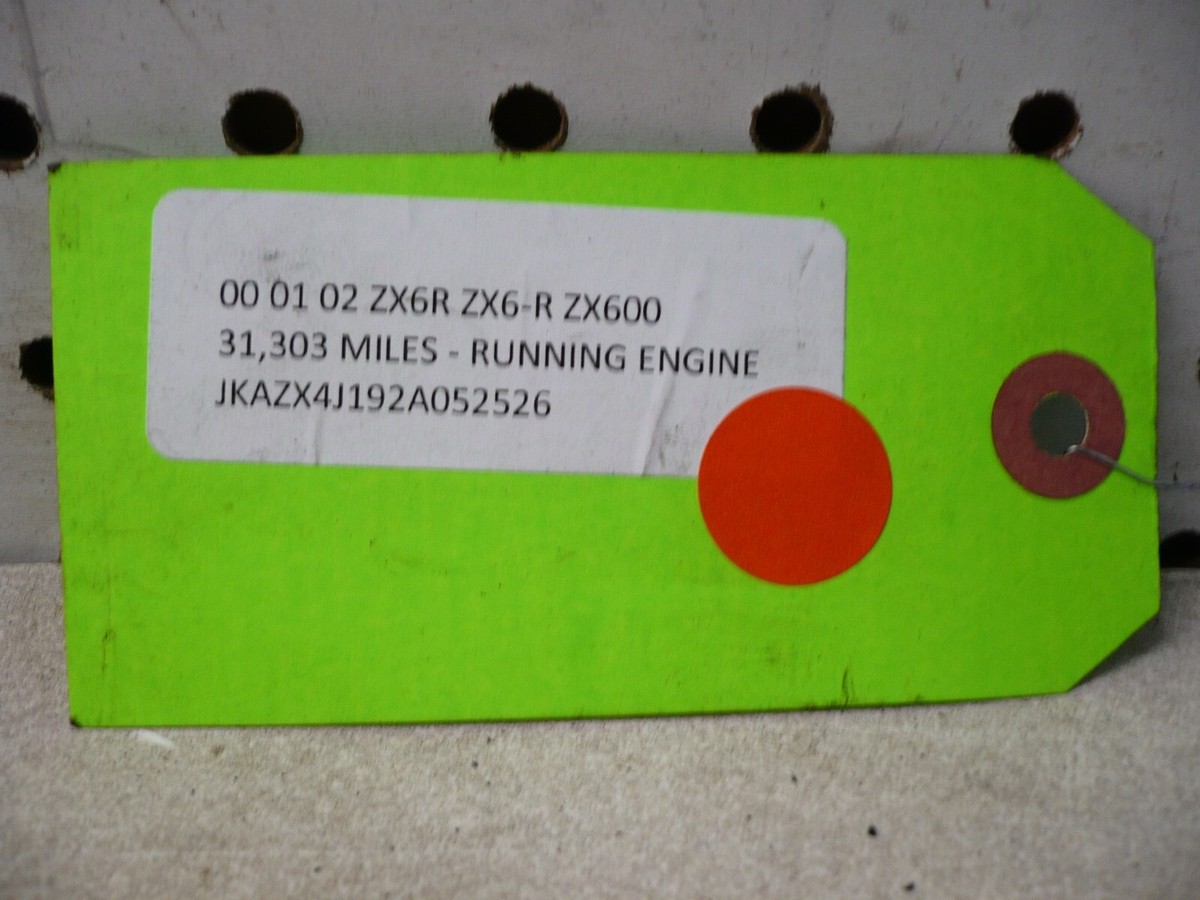 00 01 02 ZX6R ZX6-R ZX600
31,303 MILES - RUNNING ENGINE
JKAZX4J192A052526